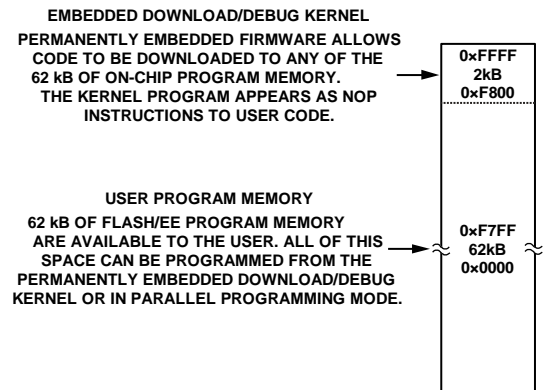 EMBEDDED DOWNLOAD/DEBUG KERNEL
PERMANENTLY EMBEDDED FIRMWARE ALLOWS
CODE TO BE DOWNLOADED TO ANY OF THE
62 kB OF ON-CHIP PROGRAM MEMORY.
THE KERNEL PROGRAM APPEARS AS NOP
INSTRUCTIONS TO USER CODE.
0×FFFF
2kB
0×F800
USER PROGRAM MEMORY
62 kB OF FLASH/EE PROGRAM MEMORY
ARE AVAILABLE TO THE USER. ALL OF THIS
SPACE CAN BE PROGRAMMED FROM THE
PERMANENTLY EMBEDDED DOWNLOAD/DEBUG
KERNEL OR IN PARALLEL PROGRAMMING MODE.
0×F7FF
62kB
0×0000